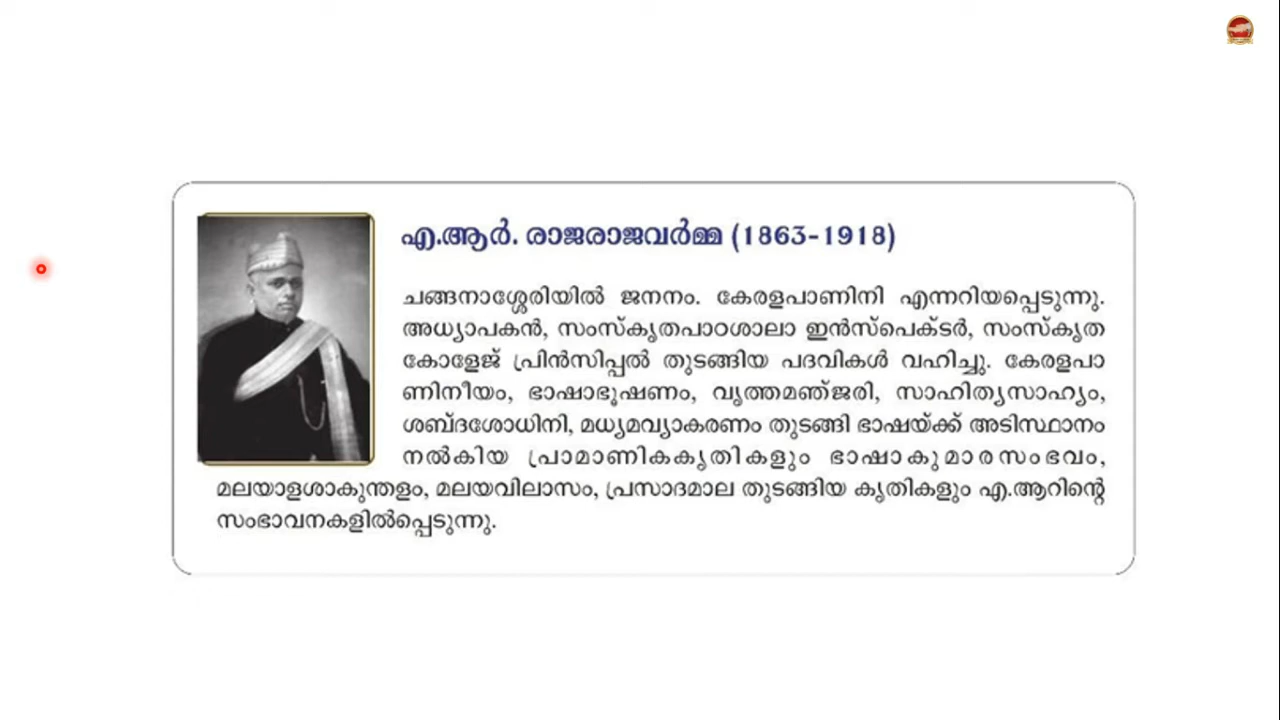 എ.ആർ. രാജരാജവർമ്മ (1863-1918)
ചങ്ങനാശ്ശേരിയിൽ ജനനം. കേരളപാണിനി എന്നറിയപ്പെടുന്നു.
അധ്യാപകൻ, സംസ്കൃതപാഠശാലാ ഇൻസ്പെക്ടർ, സംസ്കൃത
കോളേജ് പ്രിൻസിപ്പൽ തുടങ്ങിയ പദവികൾ വഹിച്ചു. കേരളപാ
ണിനീയം, ഭാഷാഭൂഷണം, വൃത്തമഞ്ജരി, സാഹിത്യസാഹ്യം,
ശബ്ദശോധിനി, മധ്യമവ്യാകരണം തുടങ്ങി ഭാഷയ്ക്ക് അടിസ്ഥാനം
നൽകിയ പ്രാമാണികകൃതികളും ഭാഷാകുമാരസംഭവം,
മലയാളശാകുന്തളം, മലയവിലാസം, പ്രസാദമാല തുടങ്ങിയ കൃതികളും എ.ആറിന്റെ
സംഭാവനകളിൽപ്പെടുന്നു.